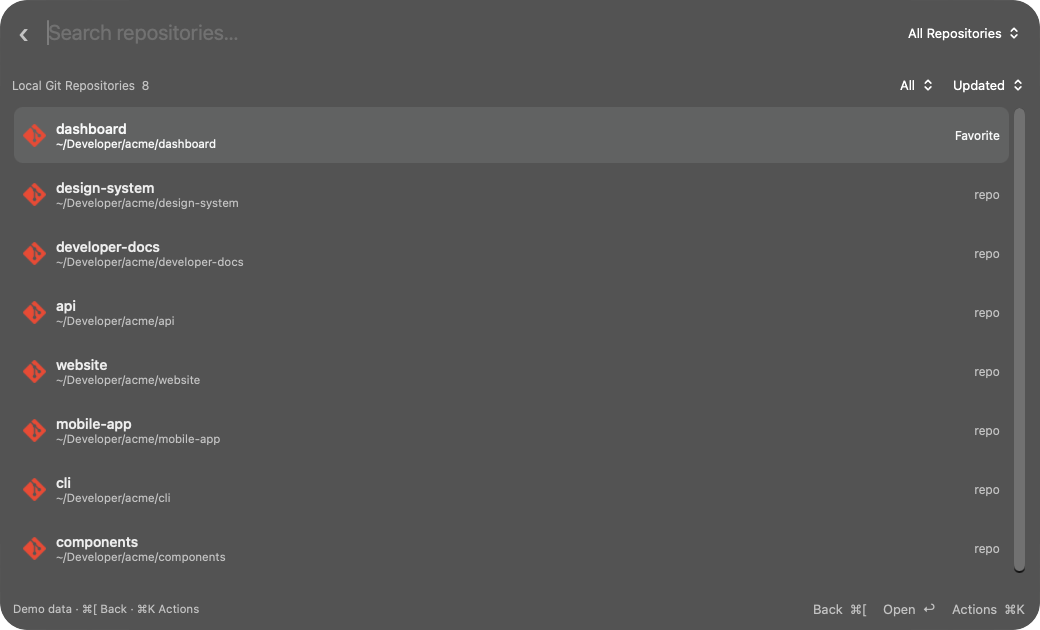 Search repositories...
All Repositories
Local Git Repositories 8
All
Updated
dashboard
~/Developer/acme/dashboard
Favorite
design-system
~/Developer/acme/design-system
repo
developer-docs
~/Developer/acme/developer-docs
repo
api
~/Developer/acme/api
repo
website
~/Developer/acme/website
repo
mobile-app
~/Developer/acme/mobile-app
repo
cli
~/Developer/acme/cli
repo
components
~/Developer/acme/components
repo
Demo data · ⌘[ Back · ⌘K Actions
Back ⌘[
Open ↩
Actions ⌘K